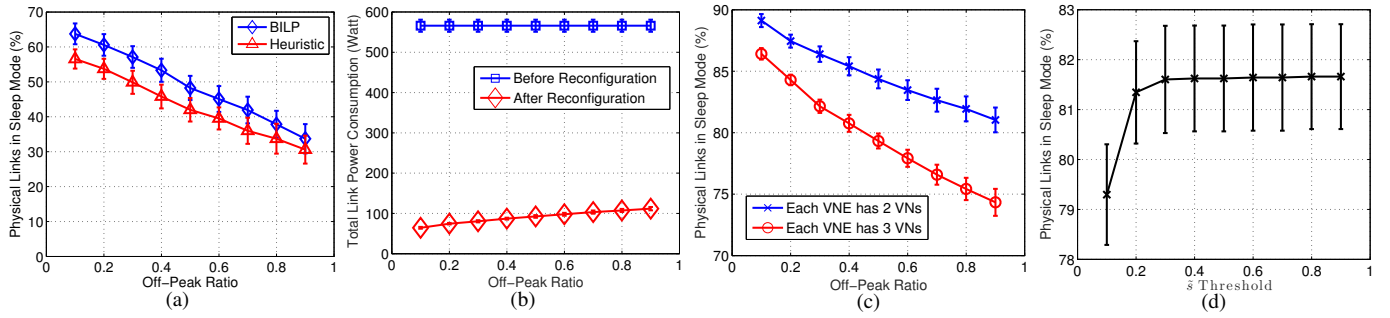 Physical Links in Sleep Mode (%)
70
60
50
40
30
20
10
0
BILP
Heuristic
0 0.2 0.4 0.6 0.8 1
Off-Peak Ratio
(a)
Total Link Power Consumption (Watt)
600
500
400
300
200
100
0
Before Reconfiguration
After Reconfiguration
0 0.2 0.4 0.6 0.8 1
Off-Peak Ratio
(b)
Physical Links in Sleep Mode (%)
90
85
80
75
70
Each VNE has 2 VNs
Each VNE has 3 VNs
0 0.2 0.4 0.6 0.8 1
Off-Peak Ratio
(c)
Physical Links in Sleep Mode (%)
83
82
81
80
79
78
0 0.2 0.4 0.6 0.8 1
s̃ Threshold
(d)